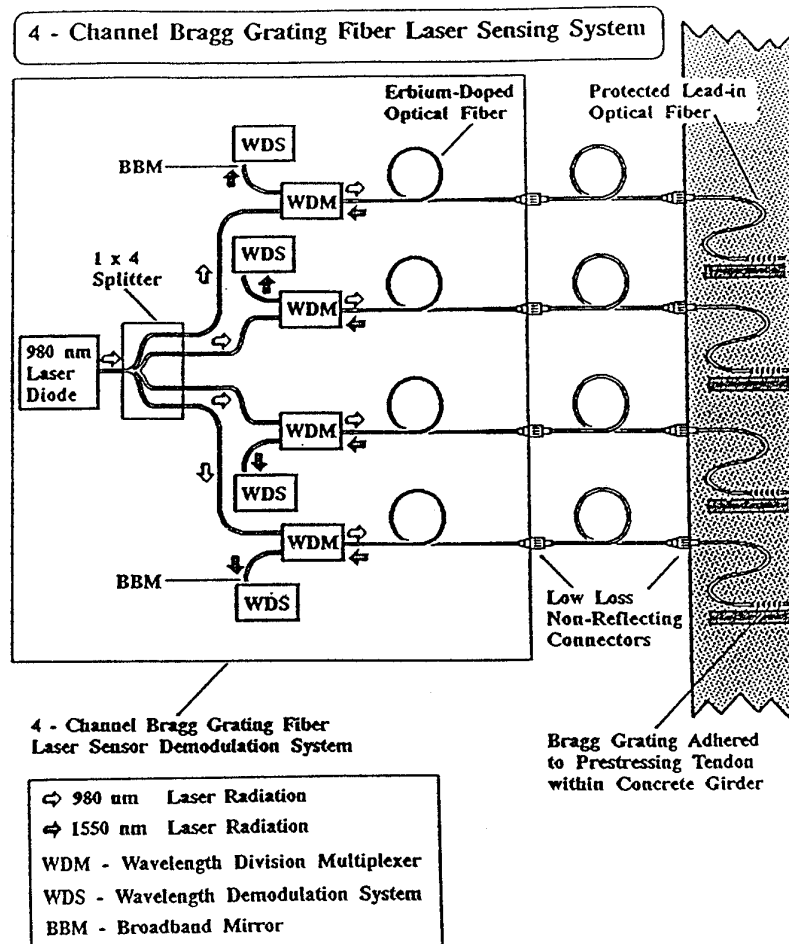 4 - Channel Bragg Grating Fiber Laser Sensing System
Erbium-Doped
Optical Fiber
Protected Lead-in
Optical Fiber
WDS
BBM
WDM
1 x 4
Splitter
WDS
WDM
980 nm
Laser
Diode
WDM
WDS
WDM
BBM
WDS
Low Loss
Non-Reflecting
Connectors
4 - Channel Bragg Grating Fiber
Laser Sensor Demodulation System
Bragg Grating Adhered
to Prestressing Tendon
within Concrete Girder
980 nm Laser Radiation
1550 nm Laser Radiation
WDM - Wavelength Division Multiplexer
WDS - Wavelength Demodulation System
BBM - Broadband Mirror